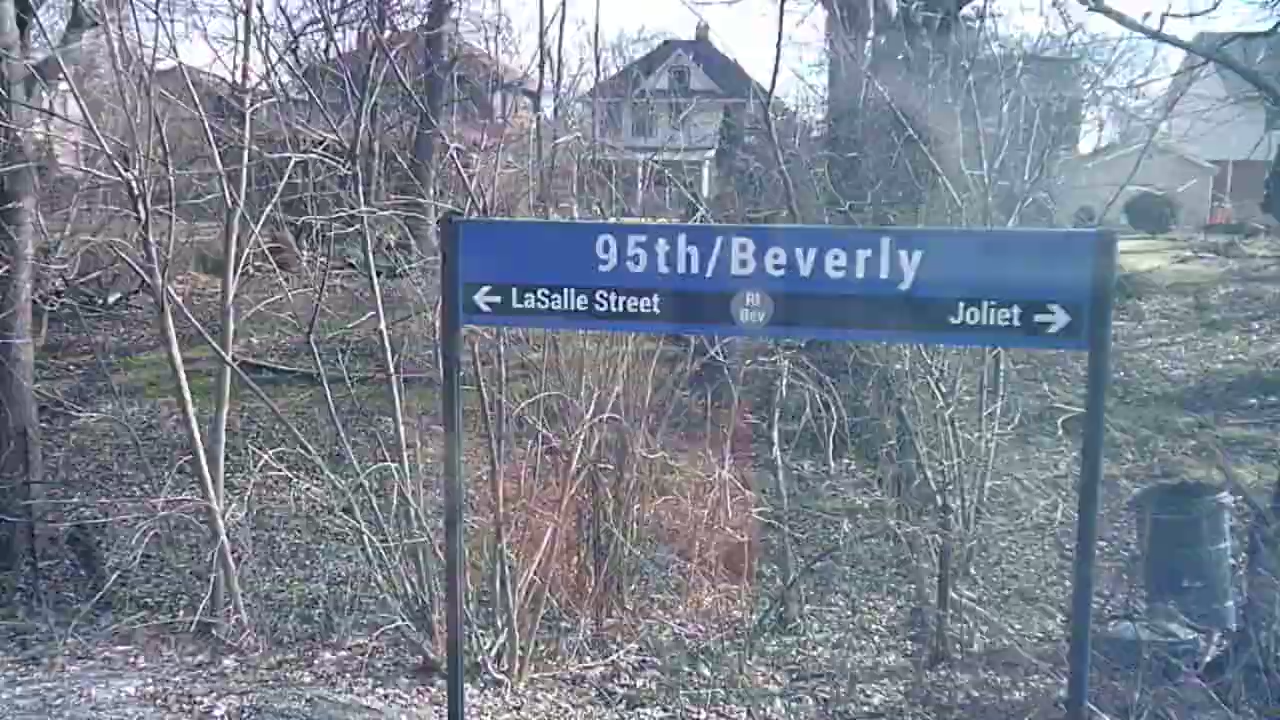 95th/Beverly
← LaSalle Street
RI
Bev
Joliet →